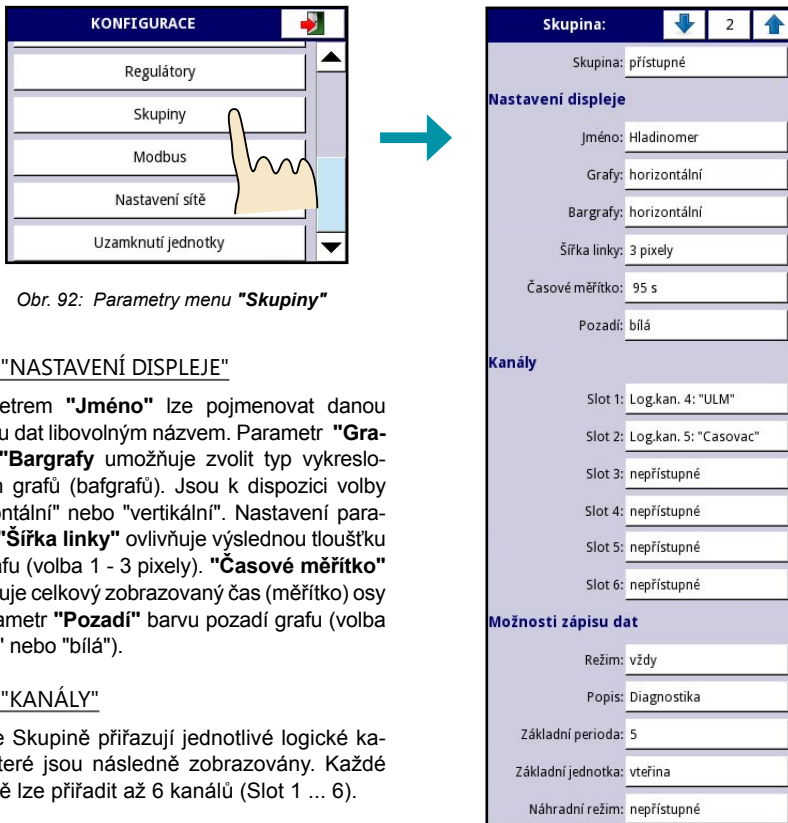 KONFIGURACE
Regulátory
Skupiny
Modbus
Nastavení sítě
Uzamknutí jednotky
Obr. 92: Parametry menu "Skupiny"
"NASTAVENÍ DISPLEJE"
etrem "Jméno" lze pojmenovat danou
u dat libovolným názvem. Parametr "Gra-
"Bargrafy umožňuje zvolit typ vykreslo-
h grafů (bafgrafů). Jsou k dispozici volby
ontální" nebo "vertikální". Nastavení para-
"Šířka linky" ovlivňuje výslednou tloušťku
afu (volba 1 - 3 pixely). "Časové měřítko"
uje celkový zobrazovaný čas (měřítko) osy
ametr "Pozadí" barvu pozadí grafu (volba
" nebo "bílá").
"KANÁLY"
e Skupině přiřazují jednotlivé logické ka-
teré jsou následně zobrazovány. Každé
ě lze přiřadit až 6 kanálů (Slot 1 ... 6).
Skupina: 2
Skupina: přístupné
Nastavení displeje
Jméno: Hladinomer
Grafy: horizontální
Bargrafy: horizontální
Šířka linky: 3 pixely
Časové měřítko: 95 s
Pozadí: bílá
Kanály
Slot 1: Log.kan. 4: "ULM"
Slot 2: Log.kan. 5: "Casovac"
Slot 3: nepřístupné
Slot 4: nepřístupné
Slot 5: nepřístupné
Slot 6: nepřístupné
Možnosti zápisu dat
Režim: vždy
Popis: Diagnostika
Základní perioda: 5
Základní jednotka: vteřina
Náhradní režim: nepřístupné